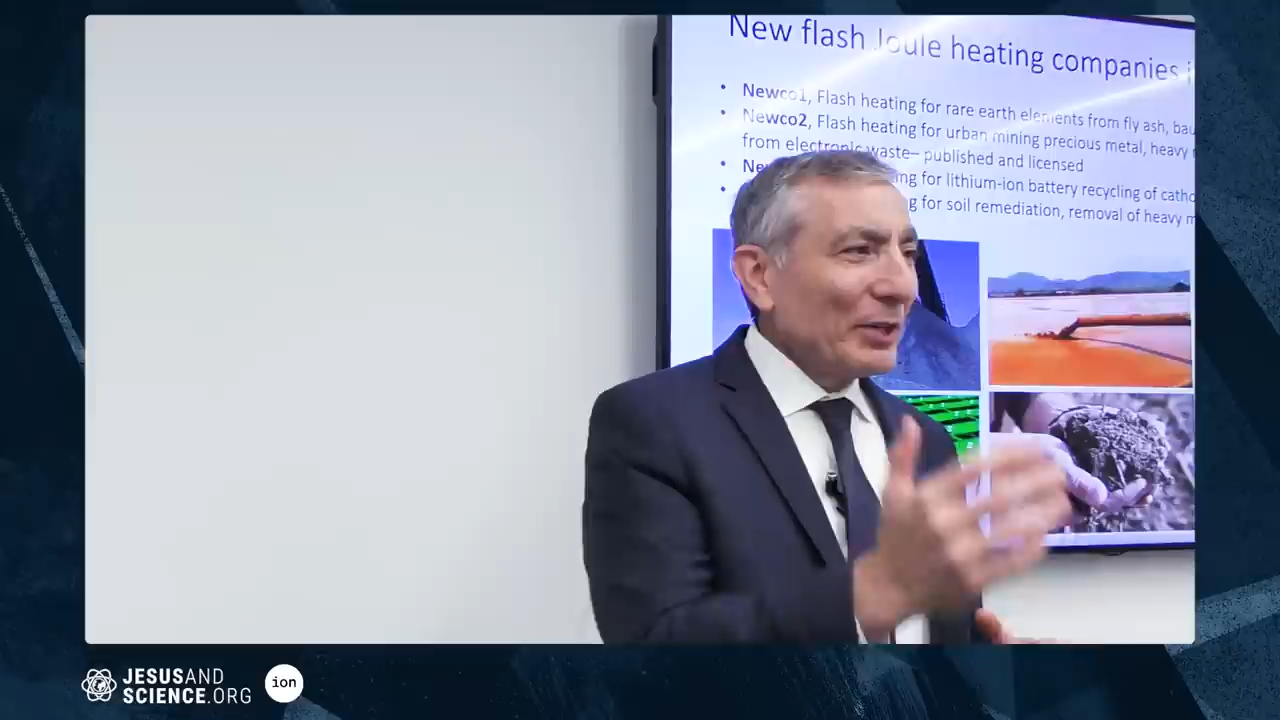 New flash Joule heating companies i
• Newco1, Flash heating for rare earth elements from fly ash, bau
• Newco2, Flash heating for urban mining precious metal, heavy
from electronic waste– published and licensed
• Ne ng for lithium-ion battery recycling of catho
• g for soil remediation, removal of heavy m
JESUSAND
SCIENCE.ORG
ion